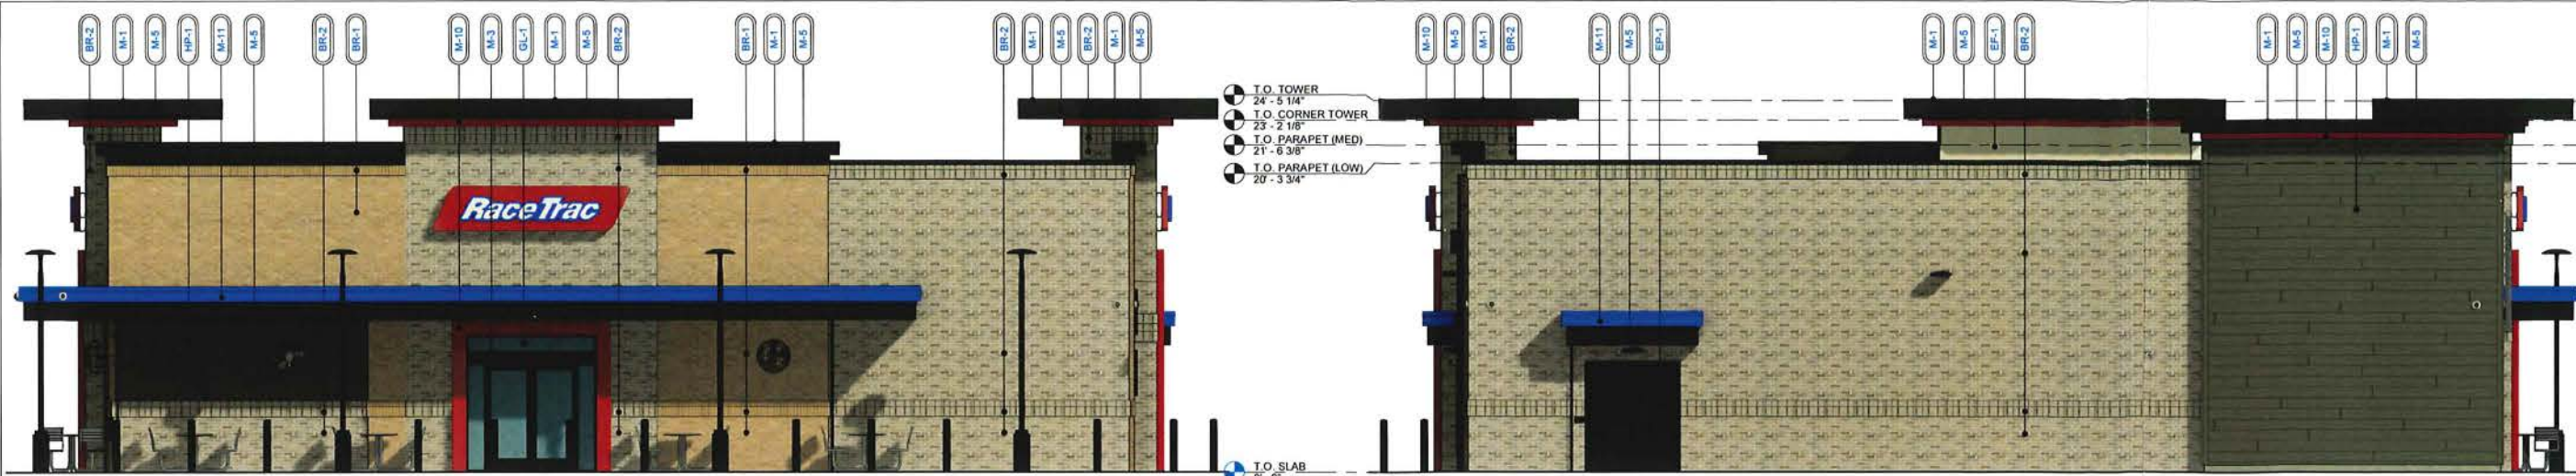 BR-2
M-1
M-5
HP-1
M-11
M-5
BR-2
BR-1
M-10
M-3
GL-1
M-1
M-5
BR-2
BR-1
M-1
M-5
BR-2
M-1
M-5
BR-2
M-1
M-5
M-10
M-5
M-1
BR-2
M-11
M-5
EP-1
M-1
M-5
EF-1
BR-2
M-1
M-5
M-10
HP-1
M-1
M-5
T.O. TOWER
24' - 5 1/4"
T.O. CORNER TOWER
23' - 2 1/8"
T.O. PARAPET (MED)
21' - 6 3/8"
T.O. PARAPET (LOW)
20' - 3 3/4"
RaceTrac
T.O. SLAB